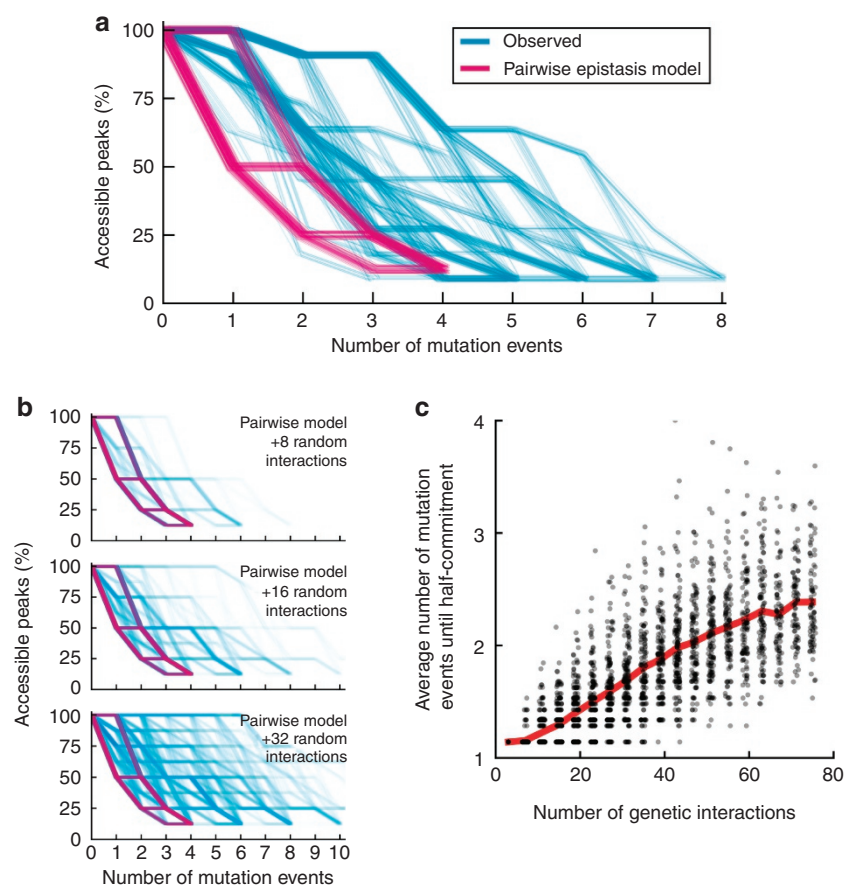 a
100
75
50
25
0
Accessible peaks (%)
Observed
Pairwise epistasis model
0 1 2 3 4 5 6 7 8
Number of mutation events
b
Accessible peaks (%)
100
75
50
25
0
Pairwise model
+8 random
interactions
100
75
50
25
0
Pairwise model
+16 random
interactions
100
75
50
25
0
Pairwise model
+32 random
interactions
0 1 2 3 4 5 6 7 8 9 10
Number of mutation events
c
Average number of mutation
events until half-commitment
4
3
2
1
0 20 40 60 80
Number of genetic interactions